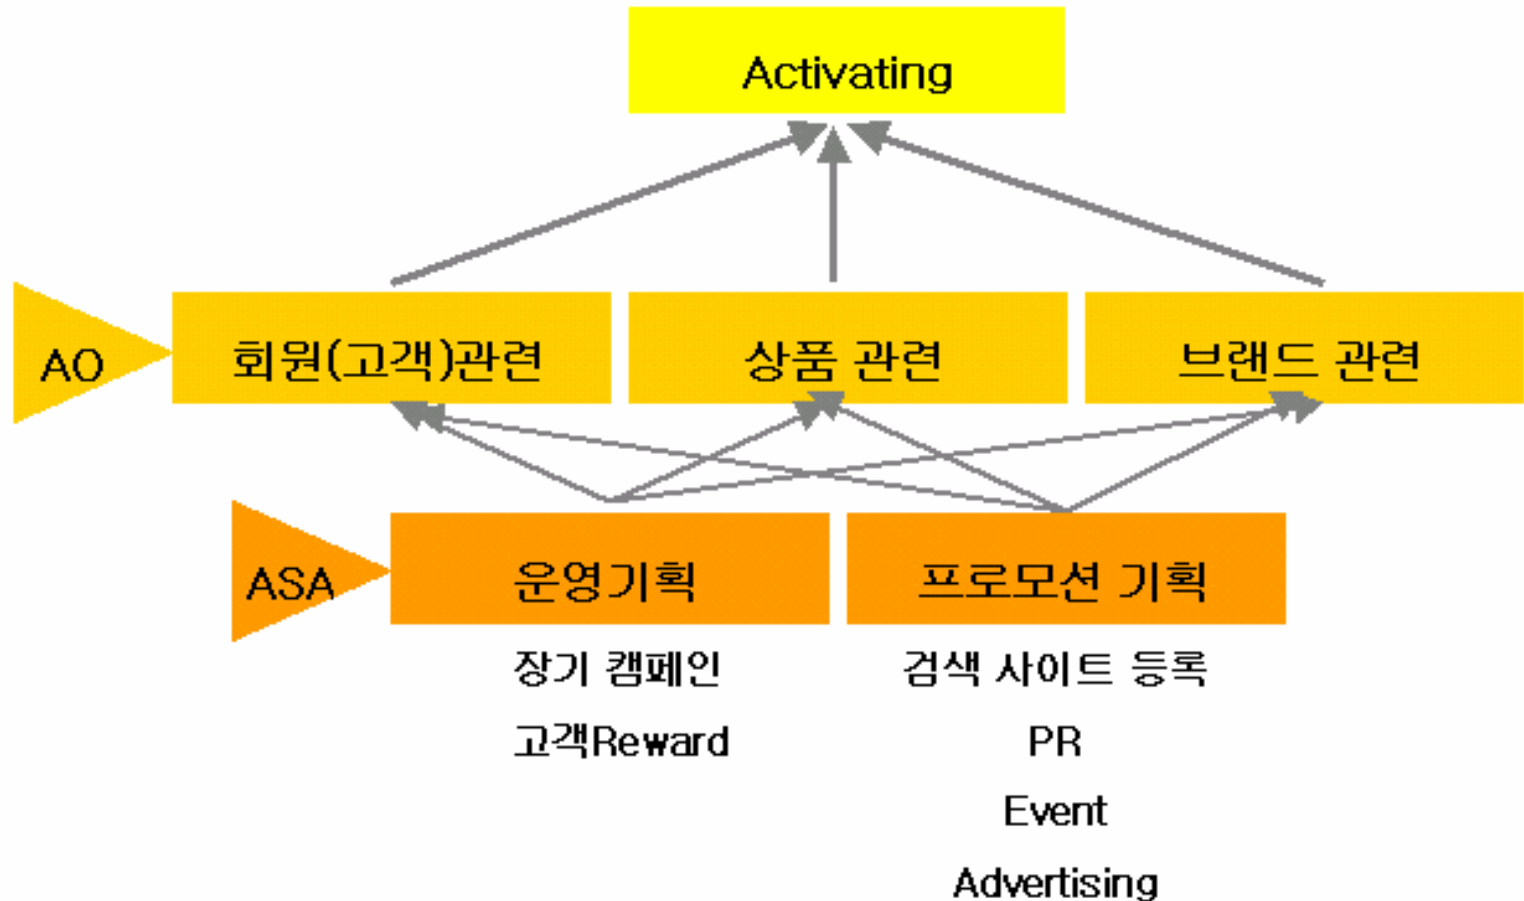 Activating
AO
회원(고객)관련
상품 관련
브랜드 관련
ASA
운영기획
프로모션 기획
장기 캠페인
검색 사이트 등록
고객Reward
PR
Event
Advertising